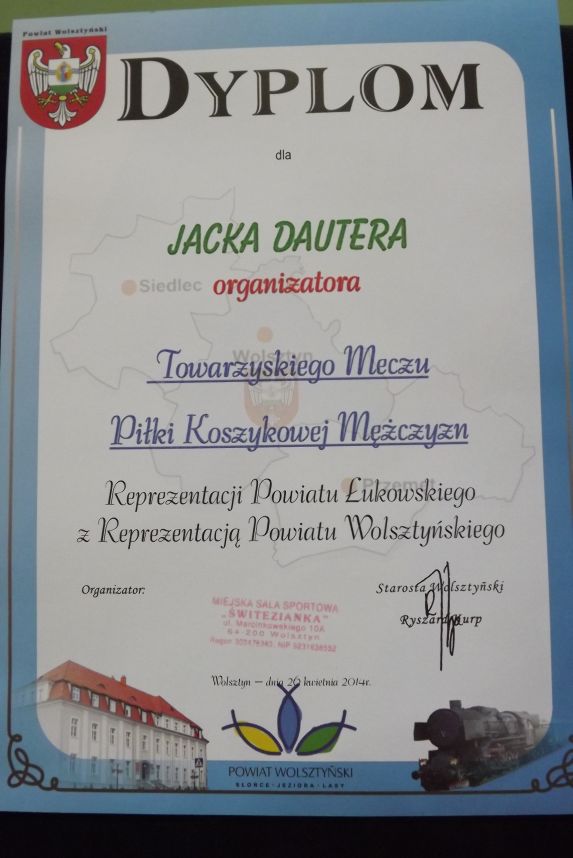 Powiat Wolsztyński
DYPLOM
dla
JACKA DAUTERA
Siedlec
organizatora
Wolsztyn
Towarzyskiego Meczu
Piłki Koszykowej Mężczyzn
Przemęt
Reprezentacji Powiatu Łukowskiego
z Reprezentacją Powiatu Wolsztyńskiego
Organizator:
Starosta Wolsztyński
MIEJSKA SALA SPORTOWA
„ŚWITEZIANKA”
ul. Marcinkowskiego 10A
64-200 Wolsztyn
Ryszard Kurp
Wolsztyn – dnia 26 kwietnia 2014r.
POWIAT WOLSZTYŃSKI
SŁOŃCE · JEZIORA · LASY